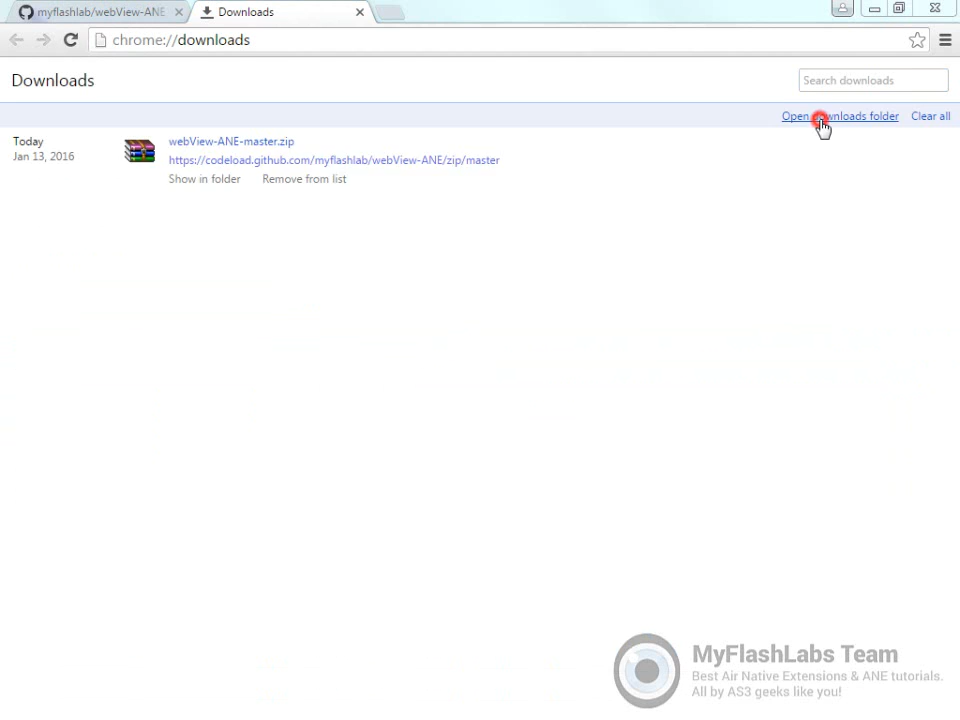 myflashlab/webView-ANE
Downloads
chrome://downloads
Downloads
Search downloads
Open downloads folder
Clear all
Today
webView-ANE-master.zip
Jan 13, 2016
https://codeload.github.com/myflashlab/webView-ANE/zip/master
Show in folder
Remove from list
MyFlashLabs Team
Best Air Native Extensions & ANE tutorials.
All by AS3 geeks like you!